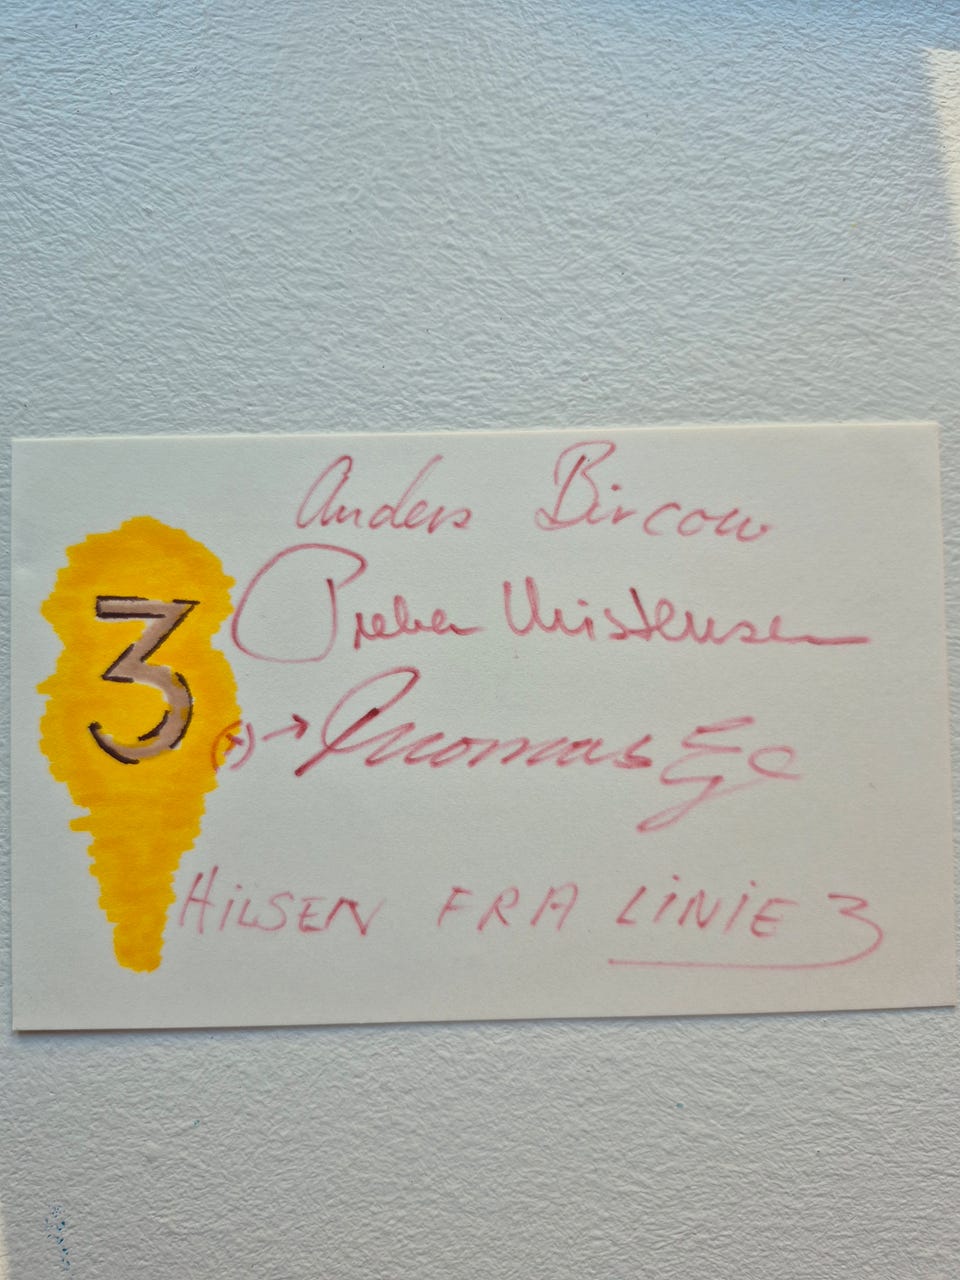 Anders Bircow
Preben Kristensen
3
(+) → Thomas Eje
HILSEN FRA LINIE 3